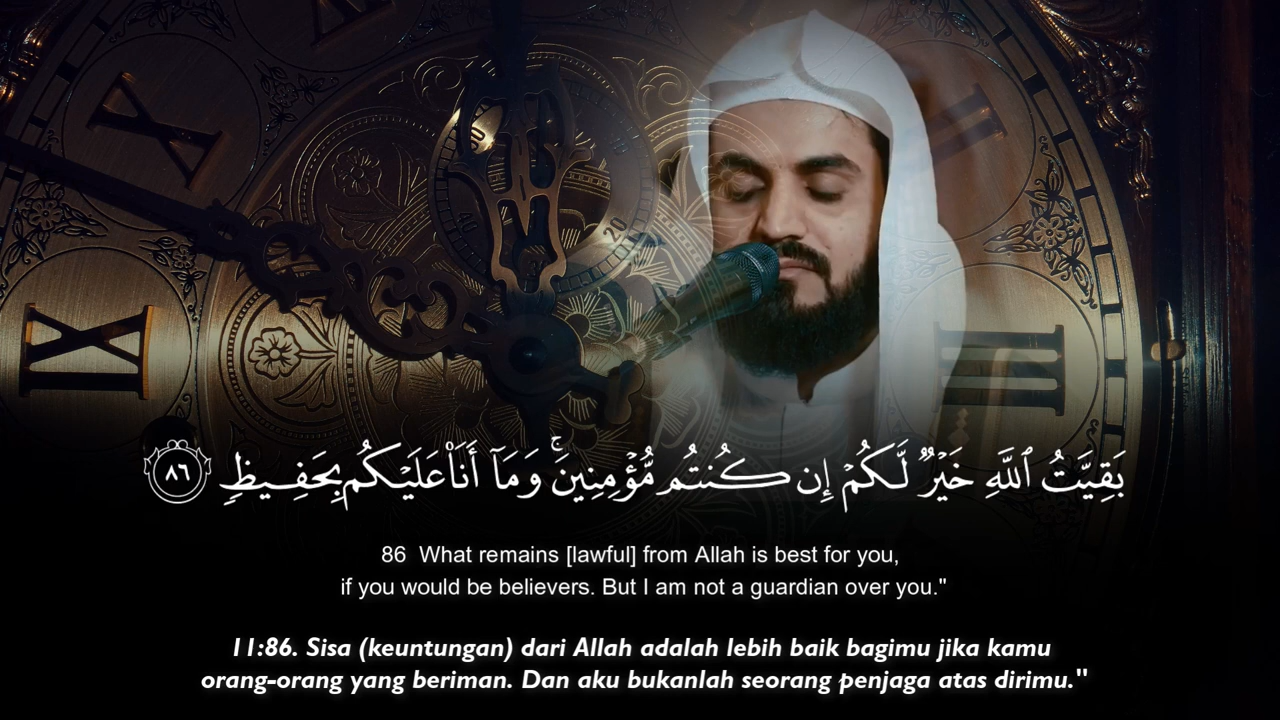 بَقِيَّتُ ٱللَّهِ خَيْرٌ لَّكُمْ إِن كُنتُم مُّؤْمِنِينَ ۚ وَمَآ أَنَا۠ عَلَيْكُم بِحَفِيظٍ ٨٦
86 What remains [lawful] from Allah is best for you,
if you would be believers. But I am not a guardian over you."
11:86. Sisa (keuntungan) dari Allah adalah lebih baik bagimu jika kamu
orang-orang yang beriman. Dan aku bukanlah seorang penjaga atas dirimu."